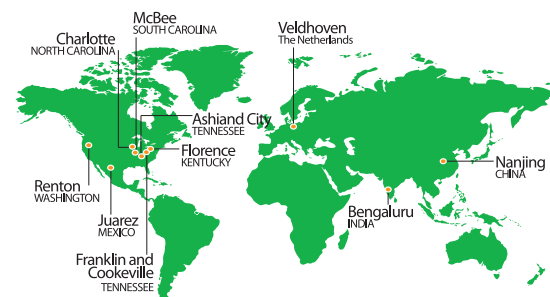 McBee
SOUTH CAROLINA
Charlotte
NORTH CAROLINA
Veldhoven
The Netherlands
Ashiand City
TENNESSEE
Florence
KENTUCKY
Nanjing
CHINA
Renton
WASHINGTON
Juarez
MEXICO
Bengaluru
INDIA
Franklin and
Cookeville
TENNESSEE